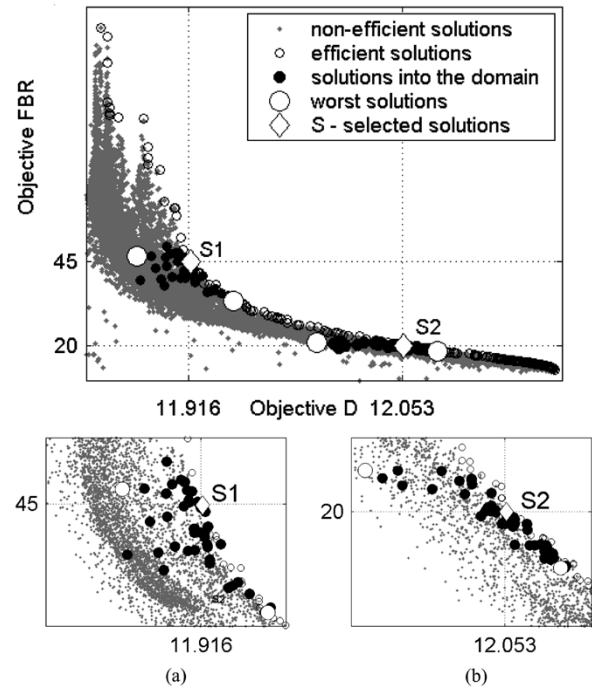 non-efficient solutions
efficient solutions
solutions into the domain
worst solutions
S - selected solutions
Objective FBR
S1
45
S2
20
11.916 Objective D 12.053
45
S1
11.916
(a)
20
S2
12.053
(b)